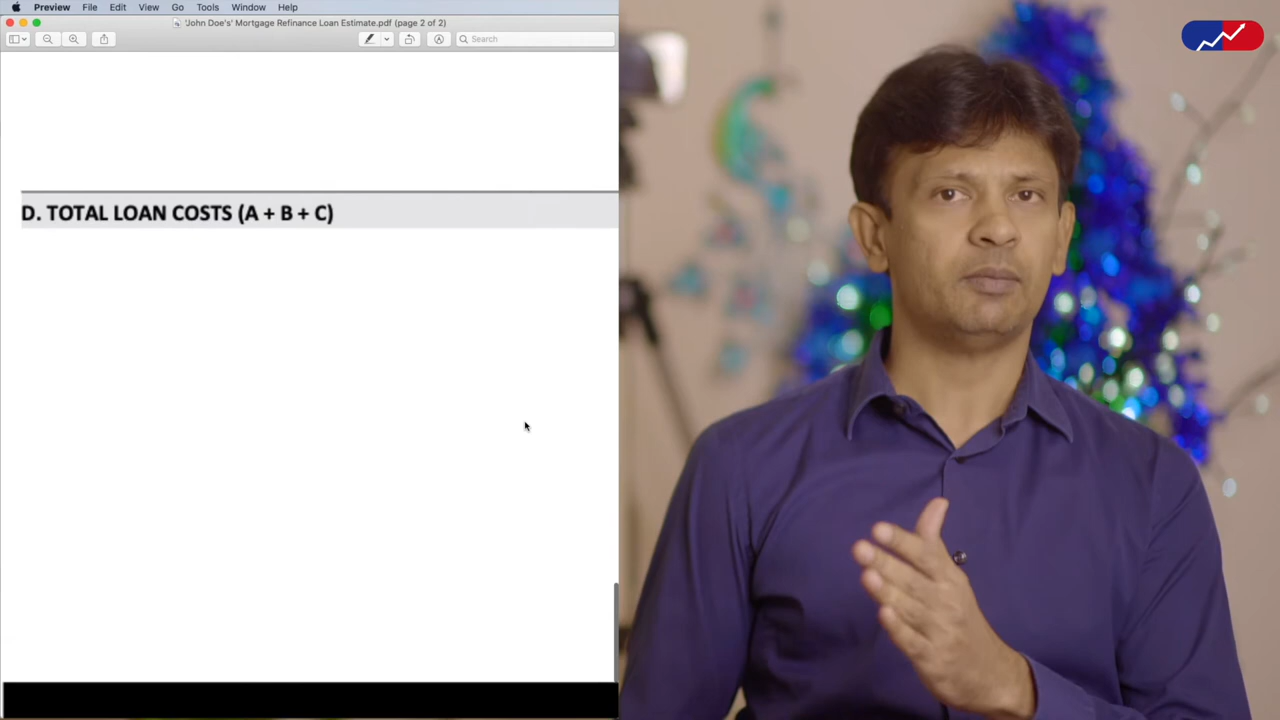 Preview File Edit View Go Tools Window Help
'John Doe's' Mortgage Refinance Loan Estimate.pdf (page 2 of 2)
Search
D. TOTAL LOAN COSTS (A + B + C)